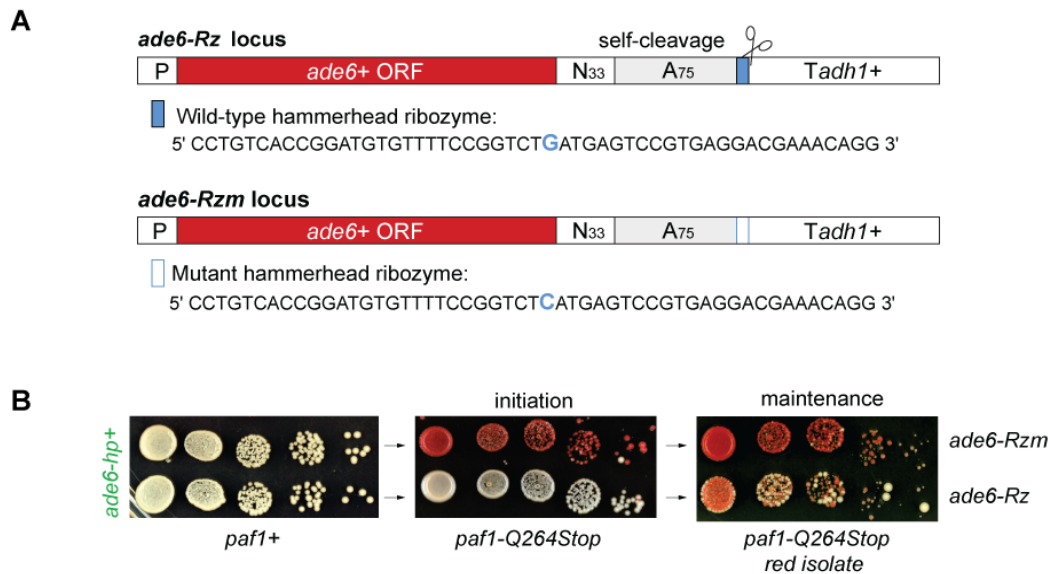 A
ade6-Rz locus
self-cleavage
P ade6+ ORF N33 A75 Tadh1+
Wild-type hammerhead ribozyme:
5' CCTGTCACCGGATGTGTTTTCCGGTCTGATGAGTCCGTGAGGACGAAACAGG 3'
ade6-Rzm locus
P ade6+ ORF N33 A75 Tadh1+
Mutant hammerhead ribozyme:
5' CCTGTCACCGGATGTGTTTTCCGGTCTCATGAGTCCGTGAGGACGAAACAGG 3'
B
initiation
maintenance
ade6-hp+
ade6-Rzm
ade6-Rz
paf1+
paf1-Q264Stop
paf1-Q264Stop
red isolate